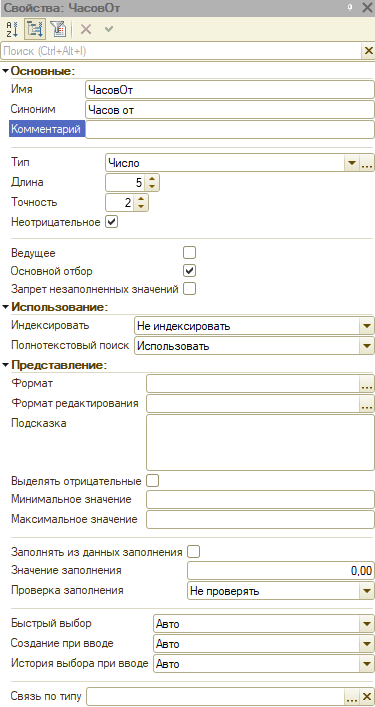 Свойства: ЧасовОт
Поиск (Ctrl+Alt+I)
Основные:
Имя ЧасовОт
Синоним Часов от
Комментарий
Тип Число
Длина 5
Точность 2
Неотрицательное
Ведущее
Основной отбор
Запрет незаполненных значений
Использование:
Индексировать Не индексировать
Полнотекстовый поиск Использовать
Представление:
Формат
Формат редактирования
Подсказка
Выделять отрицательные
Минимальное значение
Максимальное значение
Заполнять из данных заполнения
Значение заполнения 0,00
Проверка заполнения Не проверять
Быстрый выбор Авто
Создание при вводе Авто
История выбора при вводе Авто
Связь по типу